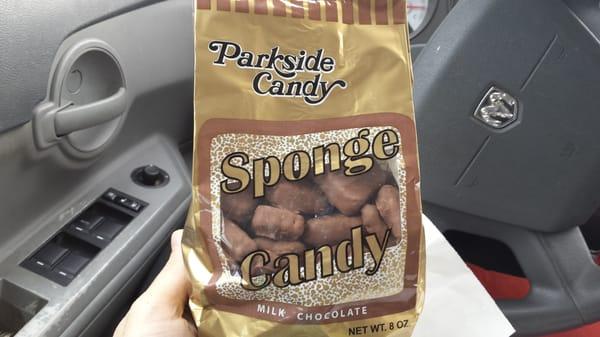 Parkside
Candy
Sponge
Candy
MILK CHOCOLATE
NET WT. 8 OZ